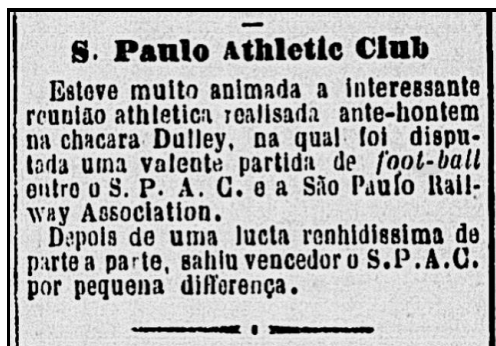 S. Paulo Athletic Club
Esteve muito animada a interessante
reunião athletica realisada ante-hontem
na chacara Dulley, na qual foi dispu-
tada uma valente partida de foot-ball
entre o S. P. A. C. e a São Paulo Rail-
way Association.
Depois de uma lucta renhidissima de
parte a parte, sahiu vencedor o S.P.A.C.
por pequena differença.